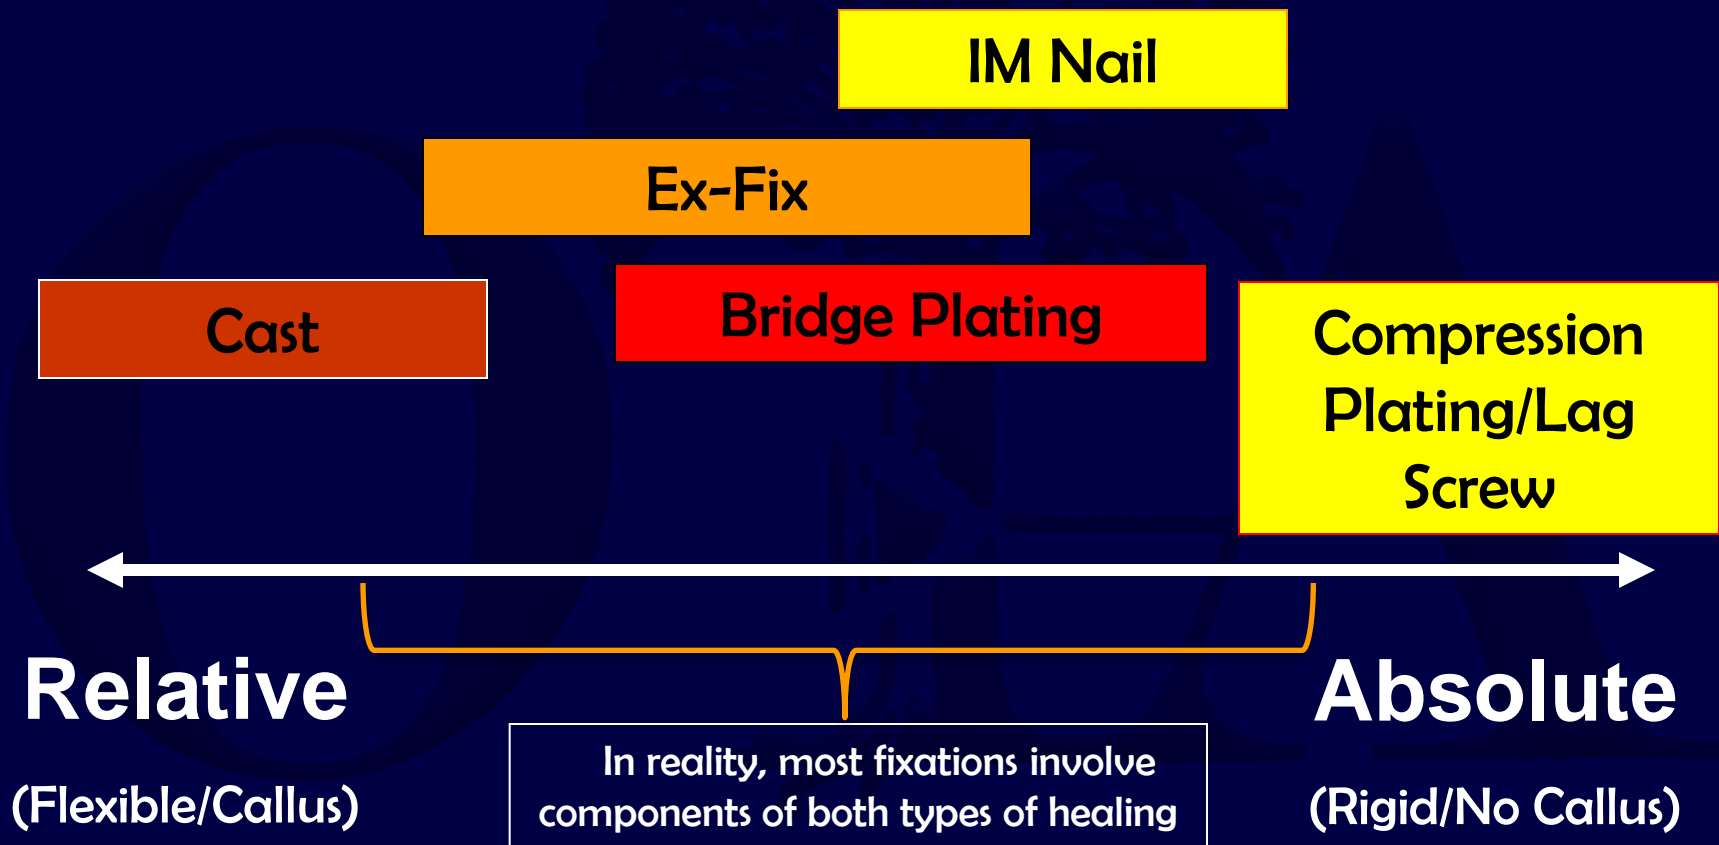 IM Nail
Ex-Fix
Cast
Bridge Plating
Compression
Plating/Lag
Screw
Relative
Absolute
(Flexible/Callus)
(Rigid/No Callus)
In reality, most fixations involve
components of both types of healing
OTA